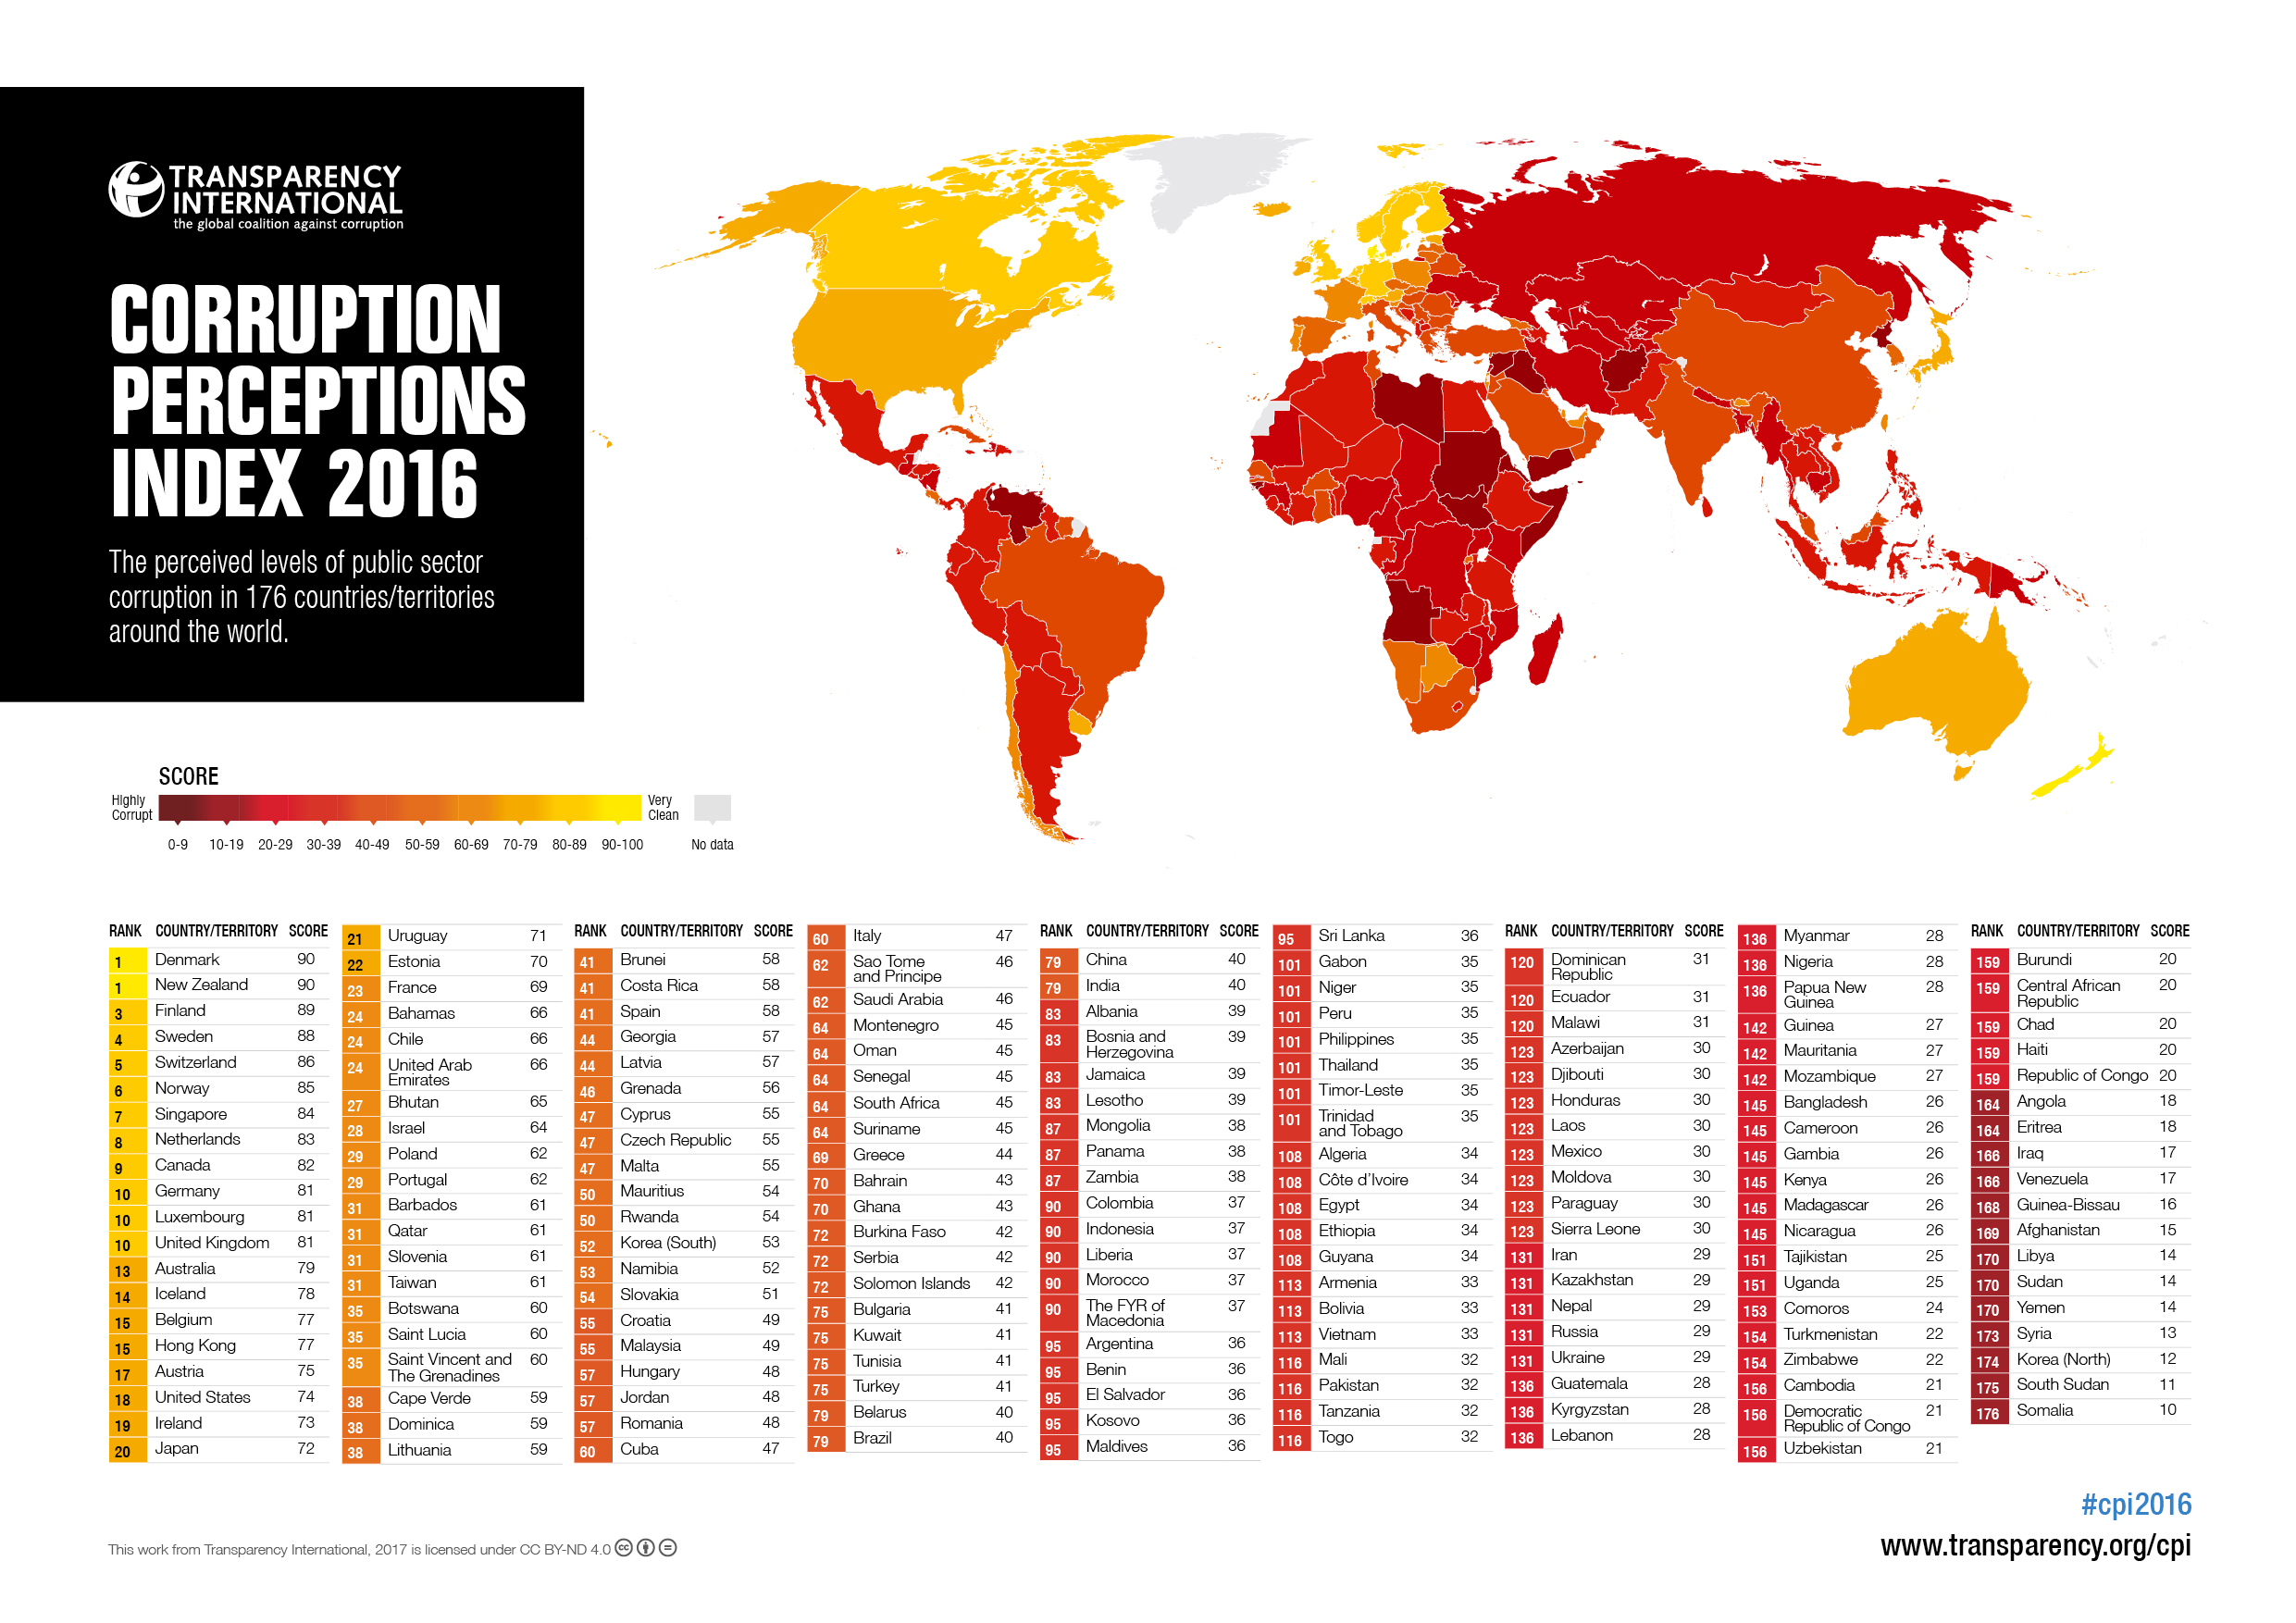 TRANSPARENCY
INTERNATIONAL
the global coalition against corruption
CORRUPTION
PERCEPTIONS
INDEX 2016
The perceived levels of public sector
corruption in 176 countries/territories
around the world.
SCORE
Highly
Corrupt
Very
Clean
0-9 10-19 20-29 30-39 40-49 50-59 60-69 70-79 80-89 90-100 No data
RANK COUNTRY/TERRITORY SCORE
1 Denmark 90
1 New Zealand 90
3 Finland 89
4 Sweden 88
5 Switzerland 86
6 Norway 85
7 Singapore 84
8 Netherlands 83
9 Canada 82
10 Germany 81
10 Luxembourg 81
10 United Kingdom 81
13 Australia 79
14 Iceland 78
15 Belgium 77
15 Hong Kong 77
17 Austria 75
18 United States 74
19 Ireland 73
20 Japan 72
21 Uruguay 71
22 Estonia 70
23 France 69
24 Bahamas 66
24 Chile 66
24 United Arab 66
Emirates
27 Bhutan 65
28 Israel 64
29 Poland 62
29 Portugal 62
31 Barbados 61
31 Qatar 61
31 Slovenia 61
31 Taiwan 61
35 Botswana 60
35 Saint Lucia 60
35 Saint Vincent and 60
The Grenadines
38 Cape Verde 59
38 Dominica 59
38 Lithuania 59
RANK COUNTRY/TERRITORY SCORE
41 Brunei 58
41 Costa Rica 58
41 Spain 58
44 Georgia 57
44 Latvia 57
46 Grenada 56
47 Cyprus 55
47 Czech Republic 55
47 Malta 55
50 Mauritius 54
50 Rwanda 54
52 Korea (South) 53
53 Namibia 52
54 Slovakia 51
55 Croatia 49
55 Malaysia 49
57 Hungary 48
57 Jordan 48
57 Romania 48
60 Cuba 47
60 Italy 47
62 Sao Tome 46
and Principe
62 Saudi Arabia 46
64 Montenegro 45
64 Oman 45
64 Senegal 45
64 South Africa 45
64 Suriname 45
69 Greece 44
70 Bahrain 43
70 Ghana 43
72 Burkina Faso 42
72 Serbia 42
72 Solomon Islands 42
75 Bulgaria 41
75 Kuwait 41
75 Tunisia 41
75 Turkey 41
79 Belarus 40
79 Brazil 40
RANK COUNTRY/TERRITORY SCORE
79 China 40
79 India 40
83 Albania 39
83 Bosnia and 39
Herzegovina
83 Jamaica 39
83 Lesotho 39
87 Mongolia 38
87 Panama 38
87 Zambia 38
90 Colombia 37
90 Indonesia 37
90 Liberia 37
90 Morocco 37
90 The FYR of 37
Macedonia
95 Argentina 36
95 Benin 36
95 El Salvador 36
95 Kosovo 36
95 Maldives 36
95 Sri Lanka 36
101 Gabon 35
101 Niger 35
101 Peru 35
101 Philippines 35
101 Thailand 35
101 Timor-Leste 35
101 Trinidad 35
and Tobago
108 Algeria 34
108 Côte d'Ivoire 34
108 Egypt 34
108 Ethiopia 34
108 Guyana 34
113 Armenia 33
113 Bolivia 33
113 Vietnam 33
116 Mali 32
116 Pakistan 32
116 Tanzania 32
116 Togo 32
RANK COUNTRY/TERRITORY SCORE
120 Dominican 31
Republic
120 Ecuador 31
120 Malawi 31
123 Azerbaijan 30
123 Djibouti 30
123 Honduras 30
123 Laos 30
123 Mexico 30
123 Moldova 30
123 Paraguay 30
123 Sierra Leone 30
131 Iran 29
131 Kazakhstan 29
131 Nepal 29
131 Russia 29
131 Ukraine 29
136 Guatemala 28
136 Kyrgyzstan 28
136 Lebanon 28
136 Myanmar 28
136 Nigeria 28
136 Papua New 28
Guinea
142 Guinea 27
142 Mauritania 27
142 Mozambique 27
145 Bangladesh 26
145 Cameroon 26
145 Gambia 26
145 Kenya 26
145 Madagascar 26
145 Nicaragua 26
151 Tajikistan 25
151 Uganda 25
153 Comoros 24
154 Turkmenistan 22
154 Zimbabwe 22
156 Cambodia 21
156 Democratic 21
Republic of Congo
156 Uzbekistan 21
RANK COUNTRY/TERRITORY SCORE
159 Burundi 20
159 Central African 20
Republic
159 Chad 20
159 Haiti 20
159 Republic of Congo 20
164 Angola 18
164 Eritrea 18
166 Iraq 17
166 Venezuela 17
168 Guinea-Bissau 16
169 Afghanistan 15
170 Libya 14
170 Sudan 14
170 Yemen 14
173 Syria 13
174 Korea (North) 12
175 South Sudan 11
176 Somalia 10
#cpi2016
www.transparency.org/cpi
This work from Transparency International, 2017 is licensed under CC BY-ND 4.0